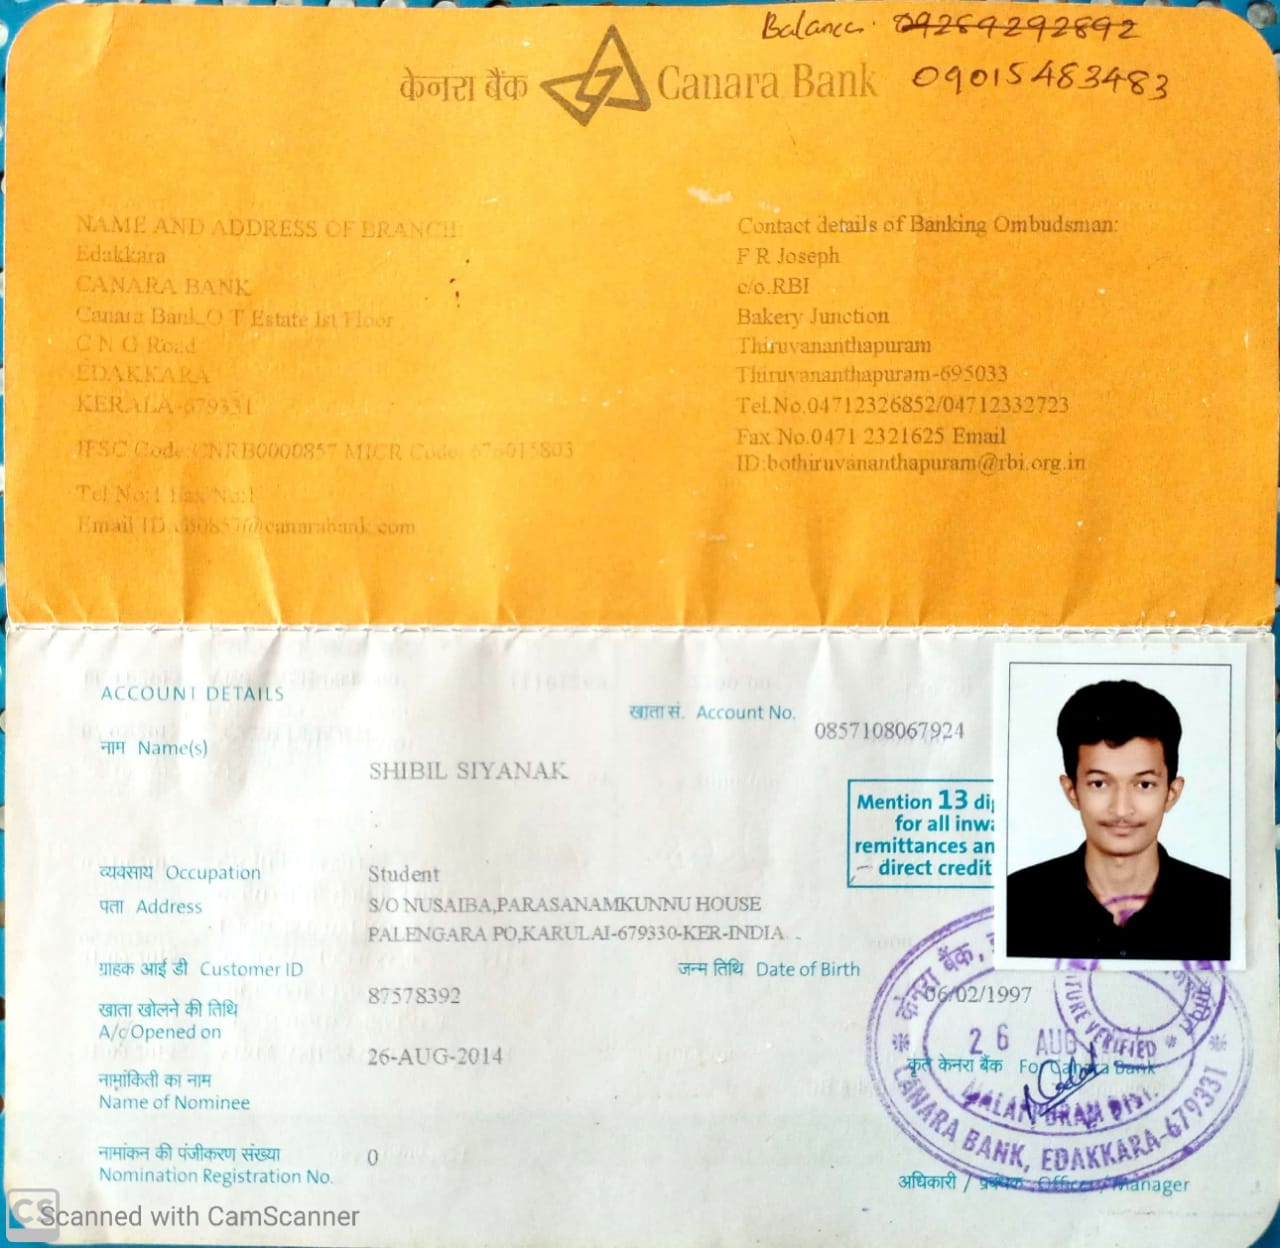 Balance: 09289292892
केनरा बैंक Canara Bank 09015483483
NAME AND ADDRESS OF BRANCH:
Edakkara
CANARA BANK
Canara Bank,O T Estate Ist Floor
C N G Road
EDAKKARA
KERALA-679331
IFSC Code:CNRB0000857 MICR Code: 676015803
Tel No:1 Fax No:1
Email ID:cb0857@canarabank.com
Contact details of Banking Ombudsman:
F R Joseph
c/o.RBI
Bakery Junction
Thiruvananthapuram
Thiruvananthapuram-695033
Tel.No.04712326852/04712332723
Fax No.0471 2321625 Email
ID:bothiruvananthapuram@rbi.org.in
ACCOUNT DETAILS
खाता सं. Account No. 0857108067924
नाम Name(s)
SHIBIL SIYANAK
Mention 13 di
for all inwa
remittances an
direct credit
व्यवसाय Occupation Student
पता Address S/O NUSAIBA,PARASANAMKUNNU HOUSE
PALENGARA PO,KARULAI-679330-KER-INDIA
ग्राहक आई डी Customer ID
87578392
जन्म तिथि Date of Birth
06/02/1997
खाता खोलने की तिथि
A/c Opened on
26-AUG-2014
नामांकिती का नाम
Name of Nominee
नामांकन की पंजीकरण संख्या 0
Nomination Registration No.
केनरा बैंक,
26 AUG
TURE VERIFIED
कृते केनरा बैंक For Canara Bank
MALAPPURAM DIST.
CANARA BANK, EDAKKARA-679331
अधिकारी / प्रबंधक Officer / Manager
CS Scanned with CamScanner